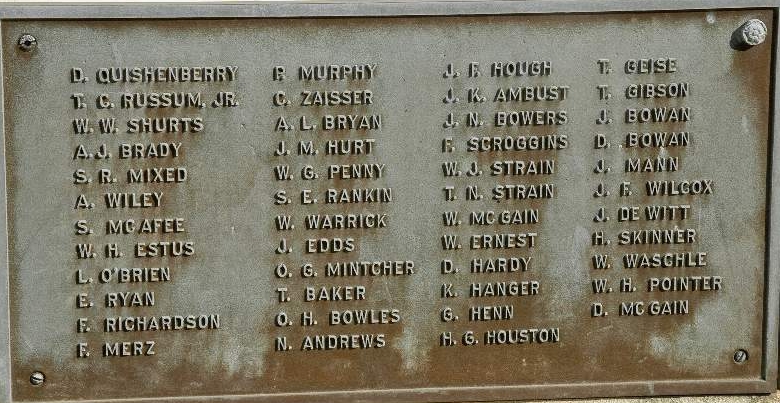 D. QUISHENBERRY
T. C. RUSSUM, JR.
W. W. SHURTS
A. J. BRADY
S. R. MIXED
A. WILEY
S. MCAFEE
W. H. ESTUS
L. O'BRIEN
E. RYAN
F. RICHARDSON
F. MERZ
P. MURPHY
C. ZAISSER
A. L. BRYAN
J. M. HURT
W. G. PENNY
S. E. RANKIN
W. WARRICK
J. EDDS
O. G. MINTCHER
T. BAKER
O. H. BOWLES
N. ANDREWS
J. F. HOUGH
J. K. AMBUST
J. N. BOWERS
F. SCROGGINS
W. J. STRAIN
T. N. STRAIN
W. MCGAIN
W. ERNEST
D. HARDY
K. HANGER
G. HENN
H. G. HOUSTON
T. GEISE
T. GIBSON
J. BOWAN
D. BOWAN
J. MANN
J. F. WILCOX
J. DE WITT
H. SKINNER
W. WASCHLE
W. H. POINTER
D. MCGAIN